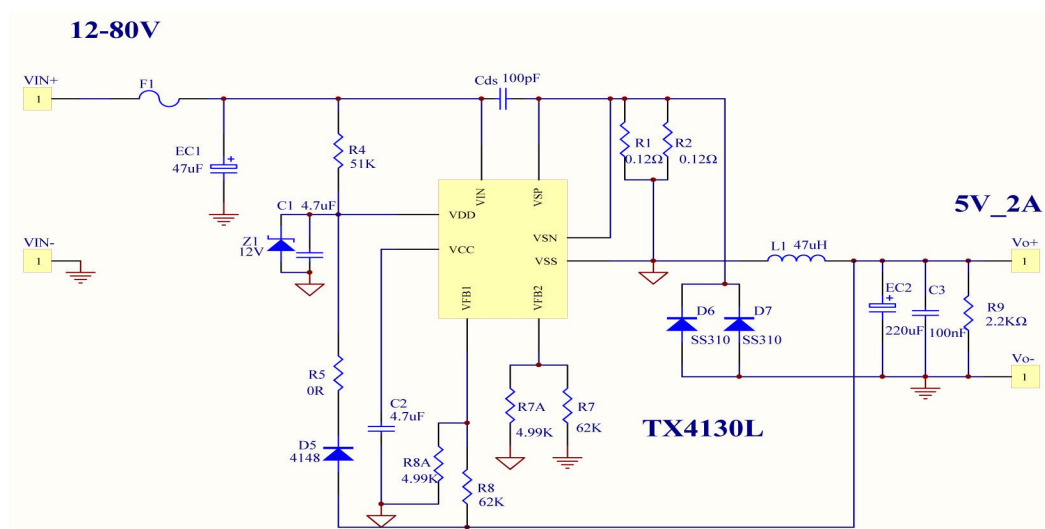 12-80V
VIN+
1
F1
Cds 100pF
EC1
47uF
R4
51K
R1
0.12Ω
R2
0.12Ω
VIN
VSP
C1 4.7uF
VDD
Z1
12V
VCC
VSN
VSS
VIN-
1
5V_2A
L1 47uH
Vo+
1
VFB1
VFB2
D6
SS310
D7
SS310
EC2
220uF
C3
100nF
R9
2.2KΩ
Vo-
1
R5
0R
C2
4.7uF
R7A
4.99K
R7
62K
TX4130L
D5
4148
R8A
4.99K
R8
62K